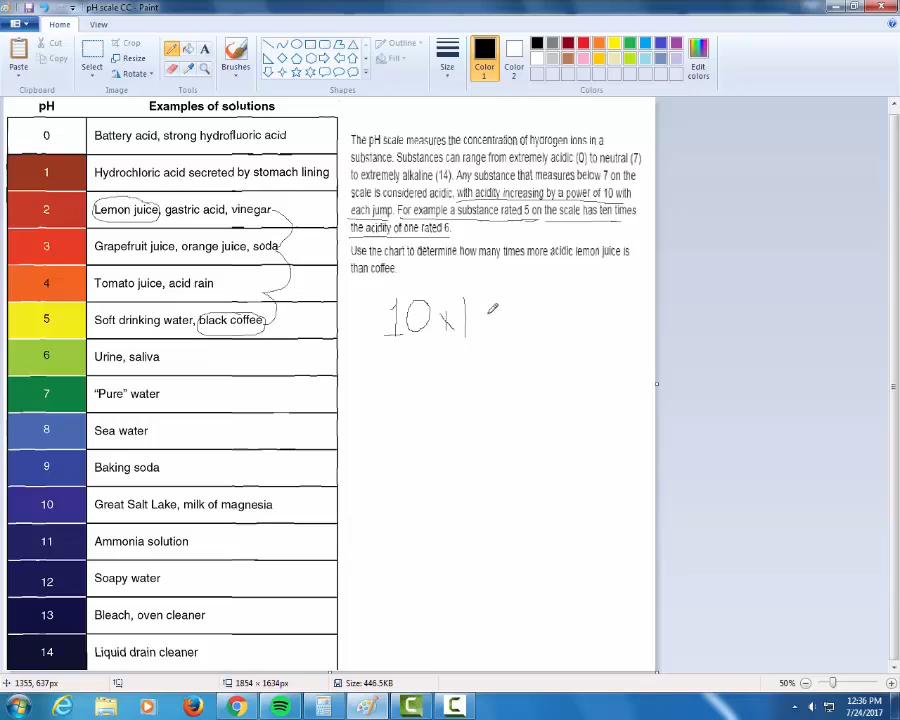 pH scale CC - Paint
Home
View
Paste
Cut
Copy
Clipboard
Select
Crop
Resize
Rotate
Image
A
Tools
Brushes
Shapes
Outline
Fill
Size
Color 1
Color 2
Edit colors
Colors
pH Examples of solutions
0 Battery acid, strong hydrofluoric acid
1 Hydrochloric acid secreted by stomach lining
2 Lemon juice, gastric acid, vinegar
3 Grapefruit juice, orange juice, soda
4 Tomato juice, acid rain
5 Soft drinking water, black coffee
6 Urine, saliva
7 “Pure” water
8 Sea water
9 Baking soda
10 Great Salt Lake, milk of magnesia
11 Ammonia solution
12 Soapy water
13 Bleach, oven cleaner
14 Liquid drain cleaner
The pH scale measures the concentration of hydrogen ions in a
substance. Substances can range from extremely acidic (0) to neutral (7)
to extremely alkaline (14). Any substance that measures below 7 on the
scale is considered acidic, with acidity increasing by a power of 10 with
each jump. For example a substance rated 5 on the scale has ten times
the acidity of one rated 6.
Use the chart to determine how many times more acidic lemon juice is
than coffee.
10 x 1
1355, 637px
1854 × 1634px
Size: 446.5KB
50%
12:36 PM
7/24/2017